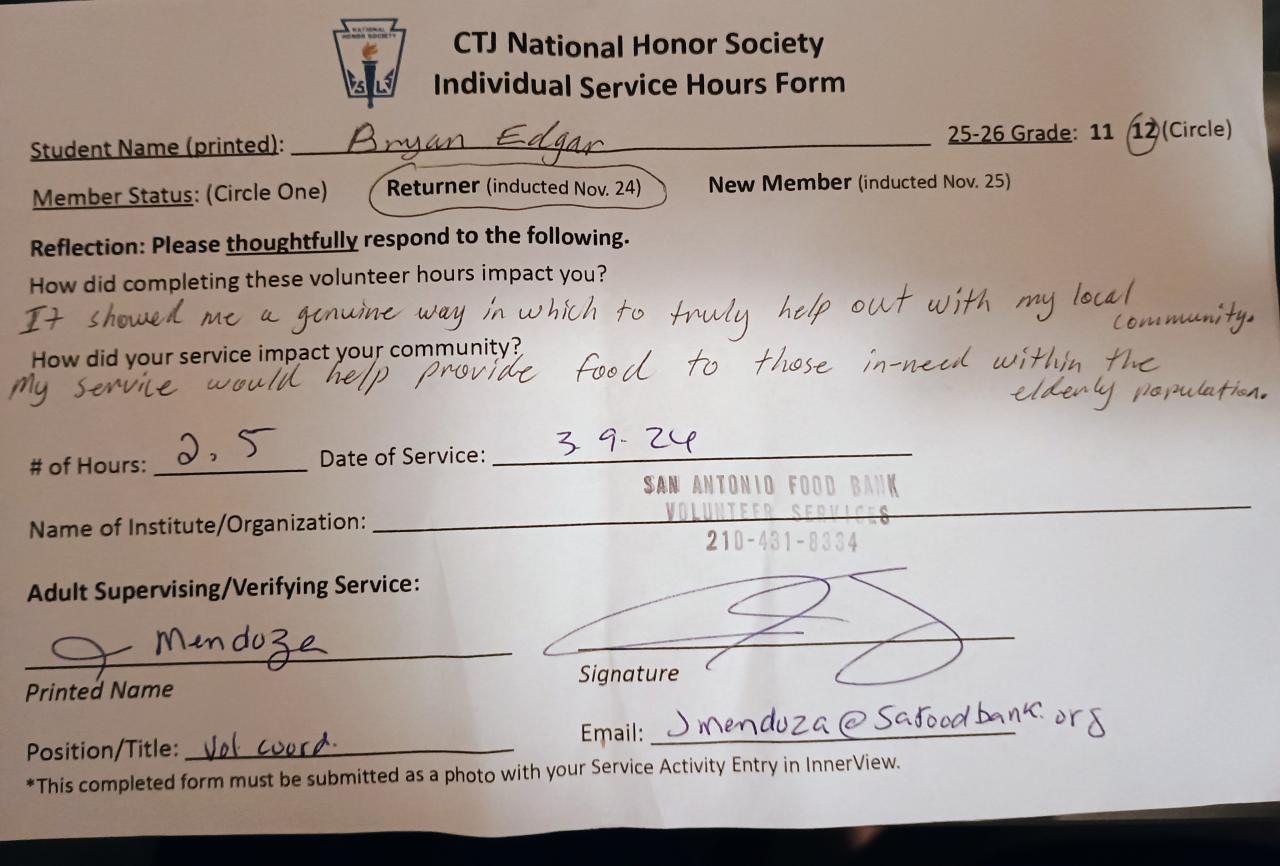 NATIONAL
HONOR SOCIETY
S L
CTJ National Honor Society
Individual Service Hours Form
Student Name (printed): Bryan Edgar 25-26 Grade: 11 12 (Circle)
Member Status: (Circle One) Returner (inducted Nov. 24) New Member (inducted Nov. 25)
Reflection: Please thoughtfully respond to the following.
How did completing these volunteer hours impact you?
It showed me a genuine way in which to truly help out with my local
community.
How did your service impact your community?
My service would help provide food to those in-need within the
elderly population.
# of Hours: 2.5 Date of Service: 3-9-24
SAN ANTONIO FOOD BANK
VOLUNTEER SERVICES
Name of Institute/Organization:
210-431-8334
Adult Supervising/Verifying Service:
J Mendoza
Printed Name
Signature
Position/Title: Vol coord. Email: Jmendoza@safoodbank.org
*This completed form must be submitted as a photo with your Service Activity Entry in InnerView.